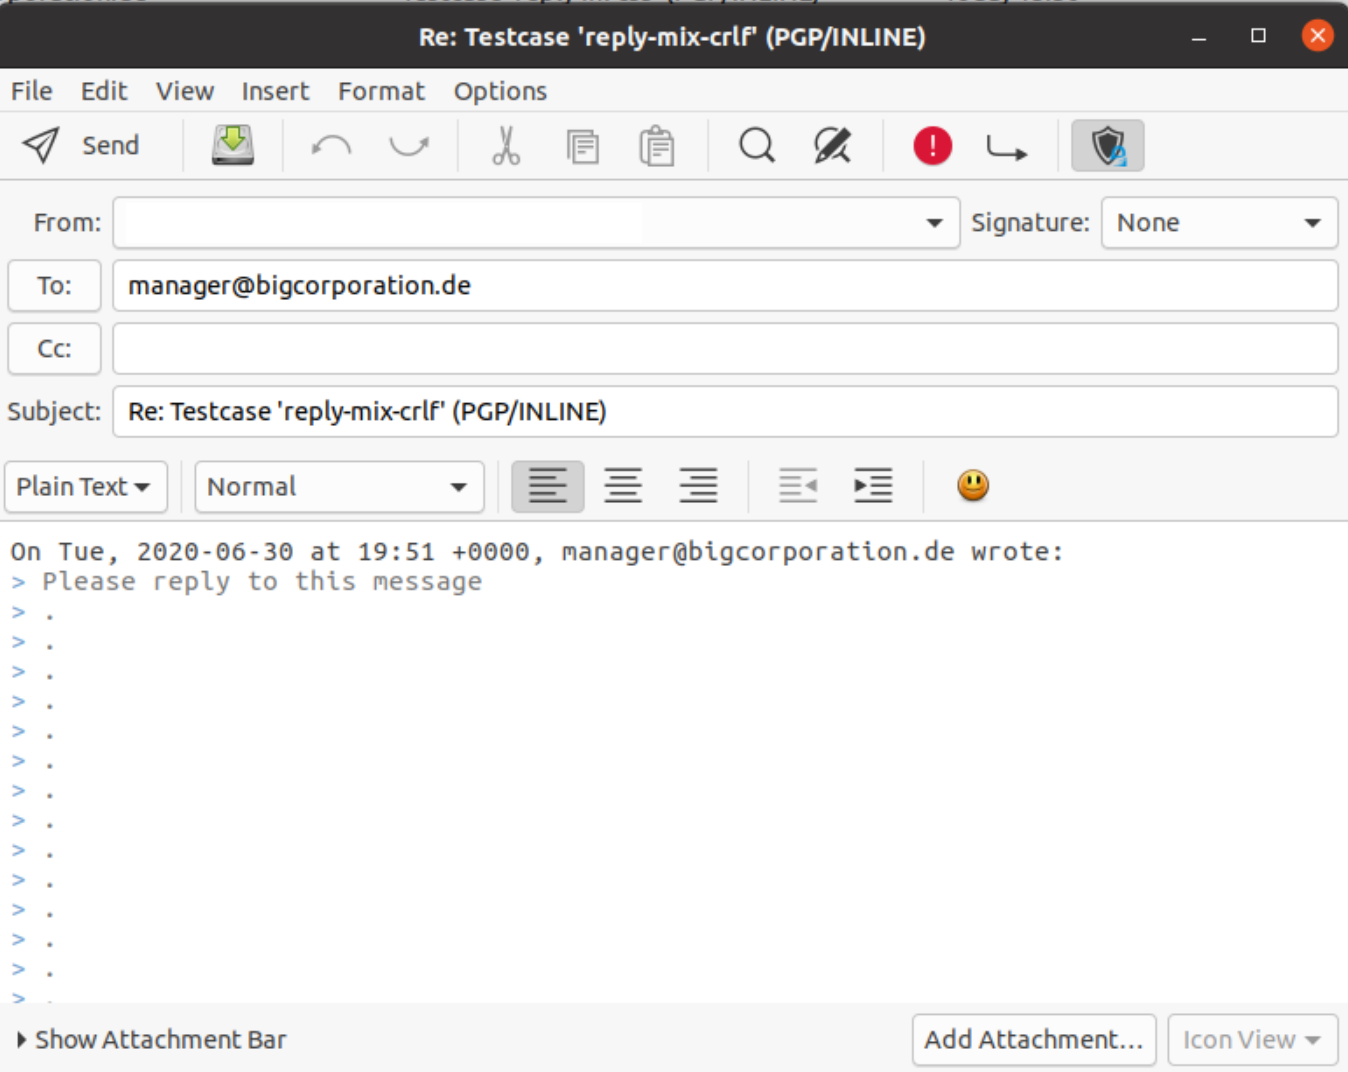 Re: Testcase 'reply-mix-crlf' (PGP/INLINE)
File Edit View Insert Format Options
Send
From: Signature: None
To: manager@bigcorporation.de
Cc:
Subject: Re: Testcase 'reply-mix-crlf' (PGP/INLINE)
Plain Text Normal
On Tue, 2020-06-30 at 19:51 +0000, manager@bigcorporation.de wrote:
> Please reply to this message
> .
> .
> .
> .
> .
> .
> .
> .
> .
> .
> .
> .
> .
> .
Show Attachment Bar Add Attachment... Icon View